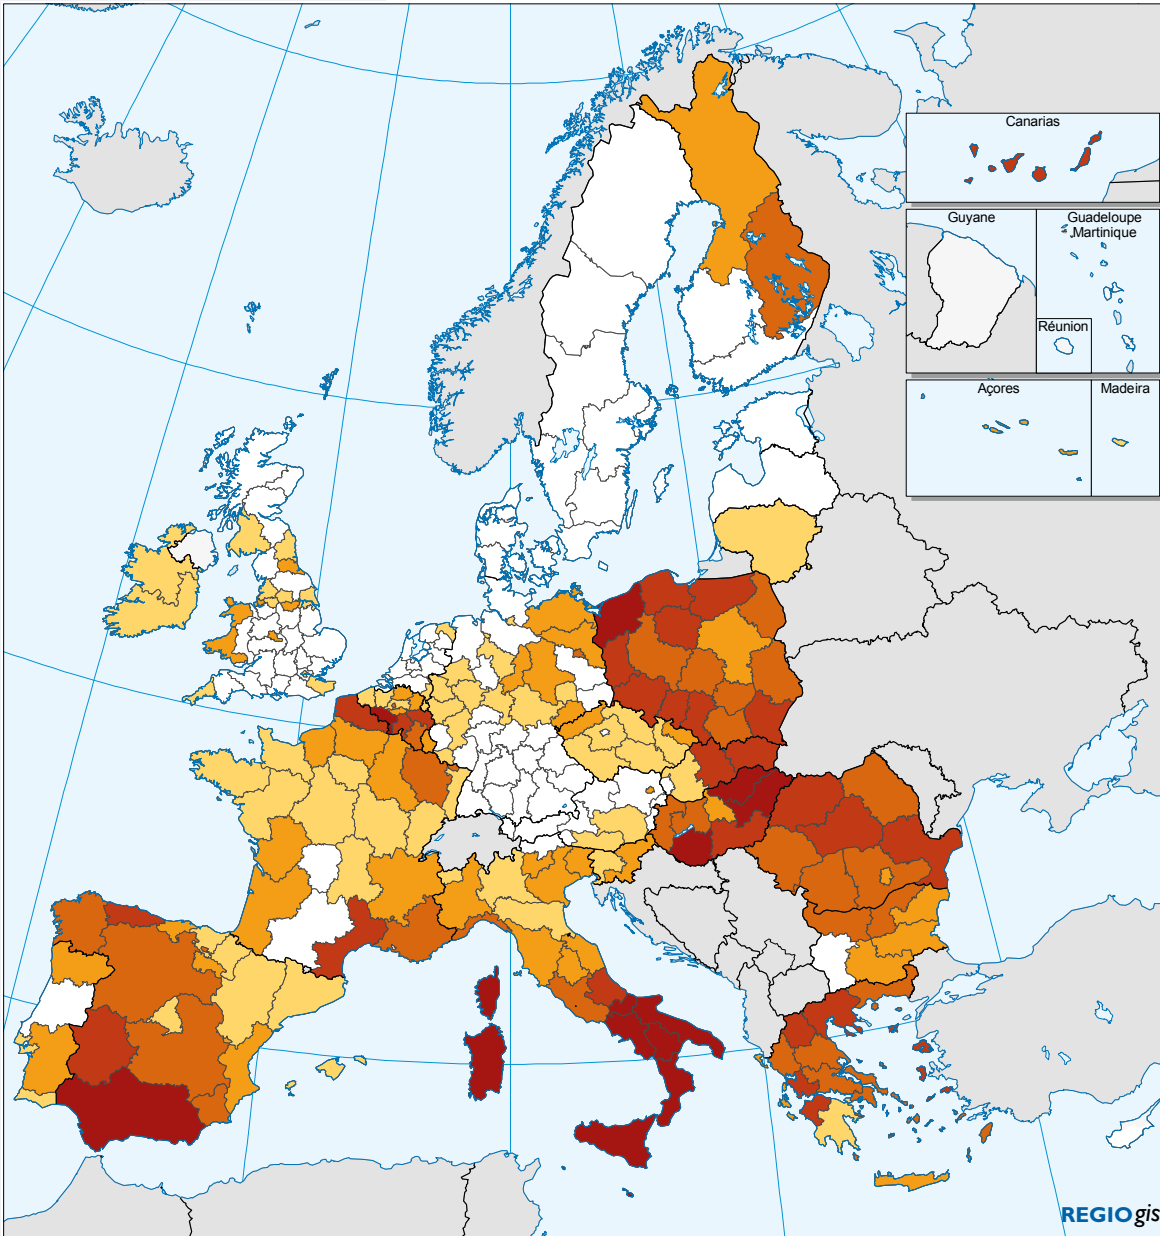 Canarias
Guyane
Guadeloupe
Martinique
Réunion
Açores
Madeira
REGIOgis